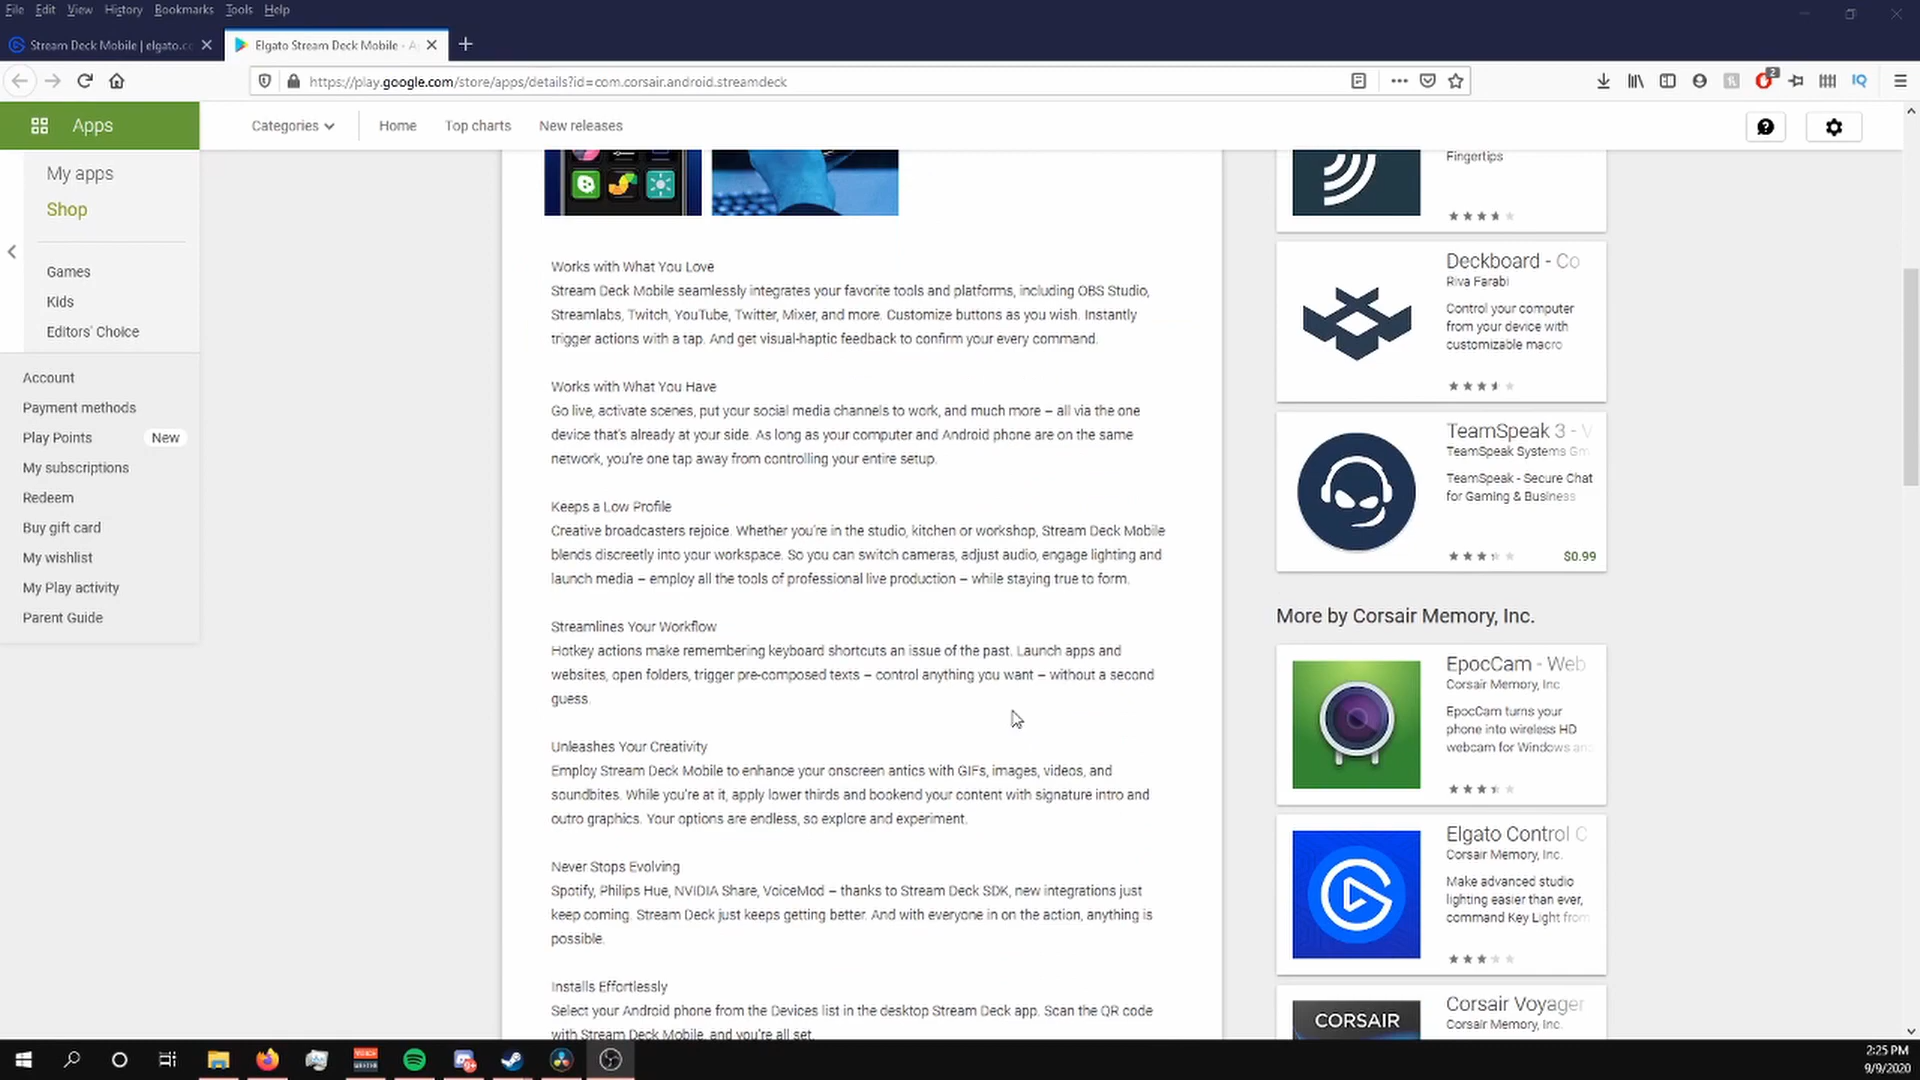 File Edit View History Bookmarks Tools Help
Stream Deck Mobile | elgato.c
Elgato Stream Deck Mobile - A
https://play.google.com/store/apps/details?id=com.corsair.android.streamdeck
2
IQ
Apps
Categories
Home
Top charts
New releases
My apps
Shop
Games
Kids
Editors' Choice
Account
Payment methods
Play Points New
My subscriptions
Redeem
Buy gift card
My wishlist
My Play activity
Parent Guide
Works with What You Love
Stream Deck Mobile seamlessly integrates your favorite tools and platforms, including OBS Studio,
Streamlabs, Twitch, YouTube, Twitter, Mixer, and more. Customize buttons as you wish. Instantly
trigger actions with a tap. And get visual-haptic feedback to confirm your every command.
Works with What You Have
Go live, activate scenes, put your social media channels to work, and much more – all via the one
device that's already at your side. As long as your computer and Android phone are on the same
network, you're one tap away from controlling your entire setup.
Keeps a Low Profile
Creative broadcasters rejoice. Whether you're in the studio, kitchen or workshop, Stream Deck Mobile
blends discreetly into your workspace. So you can switch cameras, adjust audio, engage lighting and
launch media – employ all the tools of professional live production – while staying true to form.
Streamlines Your Workflow
Hotkey actions make remembering keyboard shortcuts an issue of the past. Launch apps and
websites, open folders, trigger pre-composed texts – control anything you want – without a second
guess.
Unleashes Your Creativity
Employ Stream Deck Mobile to enhance your onscreen antics with GIFs, images, videos, and
soundbites. While you're at it, apply lower thirds and bookend your content with signature intro and
outro graphics. Your options are endless, so explore and experiment.
Never Stops Evolving
Spotify, Philips Hue, NVIDIA Share, VoiceMod – thanks to Stream Deck SDK, new integrations just
keep coming. Stream Deck just keeps getting better. And with everyone in on the action, anything is
possible.
Installs Effortlessly
Select your Android phone from the Devices list in the desktop Stream Deck app. Scan the QR code
with Stream Deck Mobile, and you're all set.
Fingertips
Deckboard - Co
Riva Farabi
Control your computer
from your device with
customizable macro
TeamSpeak 3 - V
TeamSpeak Systems Gm
TeamSpeak - Secure Chat
for Gaming & Business
$0.99
More by Corsair Memory, Inc.
EpocCam - Web
Corsair Memory, Inc
EpocCam turns your
phone into wireless HD
webcam for Windows and
Elgato Control C
Corsair Memory, Inc.
Make advanced studio
lighting easier than ever,
command Key Light from
CORSAIR
Corsair Voyager
Corsair Memory, Inc.
2:25 PM
9/9/2020